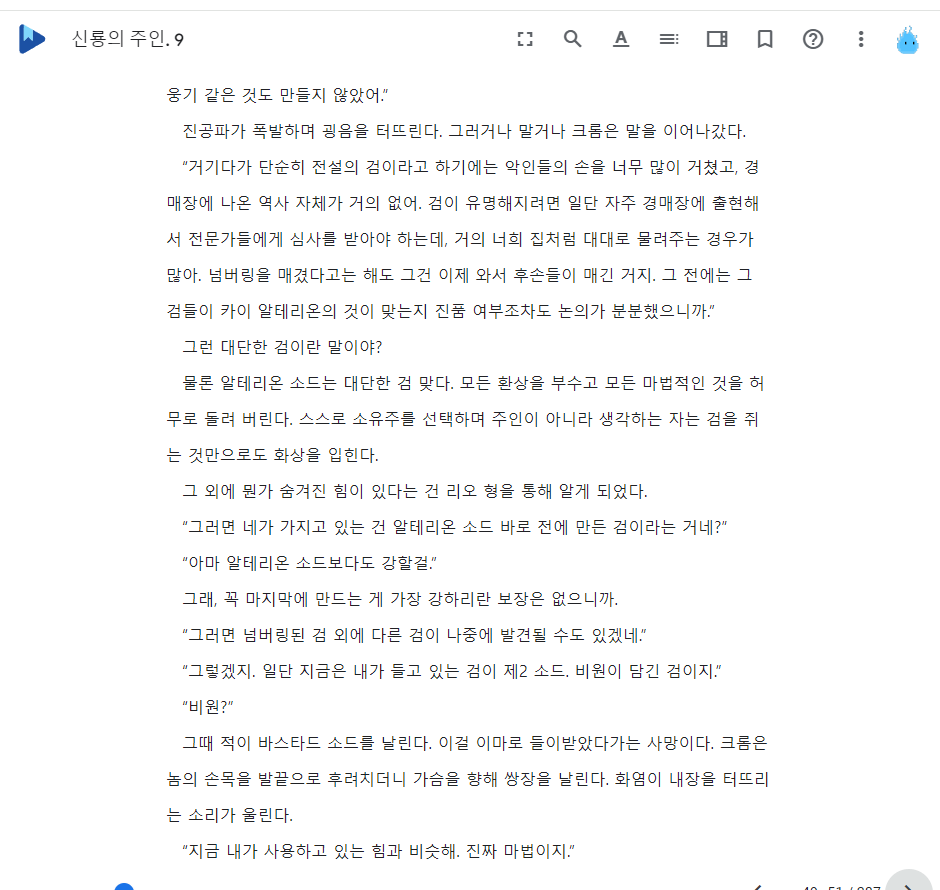 신룡의 주인. 9
웅기 같은 것도 만들지 않았어.”
진공파가 폭발하며 굉음을 터뜨린다. 그러거나 말거나 크롬은 말을 이어나갔다.
“거기다가 단순히 전설의 검이라고 하기에는 악인들의 손을 너무 많이 거쳤고, 경
매장에 나온 역사 자체가 거의 없어. 검이 유명해지려면 일단 자주 경매장에 출현해
서 전문가들에게 심사를 받아야 하는데, 거의 너희 집처럼 대대로 물려주는 경우가
많아. 넘버링을 매겼다고는 해도 그건 이제 와서 후손들이 매긴 거지. 그 전에는 그
검들이 카이 알테리온의 것이 맞는지 진품 여부조차도 논의가 분분했으니까.”
그런 대단한 검이란 말이야?
물론 알테리온 소드는 대단한 검 맞다. 모든 환상을 부수고 모든 마법적인 것을 허
무로 돌려 버린다. 스스로 소유주를 선택하며 주인이 아니라 생각하는 자는 검을 쥐
는 것만으로도 화상을 입힌다.
그 외에 뭔가 숨겨진 힘이 있다는 건 리오 형을 통해 알게 되었다.
“그러면 네가 가지고 있는 건 알테리온 소드 바로 전에 만든 검이라는 거네?”
“아마 알테리온 소드보다도 강할걸.”
그래, 꼭 마지막에 만드는 게 가장 강하리란 보장은 없으니까.
“그러면 넘버링된 검 외에 다른 검이 나중에 발견될 수도 있겠네.”
“그렇겠지. 일단 지금은 내가 들고 있는 검이 제2 소드. 비원이 담긴 검이지.”
“비원?”
그때 적이 바스타드 소드를 날린다. 이걸 이마로 들이받았다가는 사망이다. 크롬은
놈의 손목을 발끝으로 후려치더니 가슴을 향해 쌍장을 날린다. 화염이 내장을 터뜨리
는 소리가 울린다.
“지금 내가 사용하고 있는 힘과 비슷해. 진짜 마법이지.”